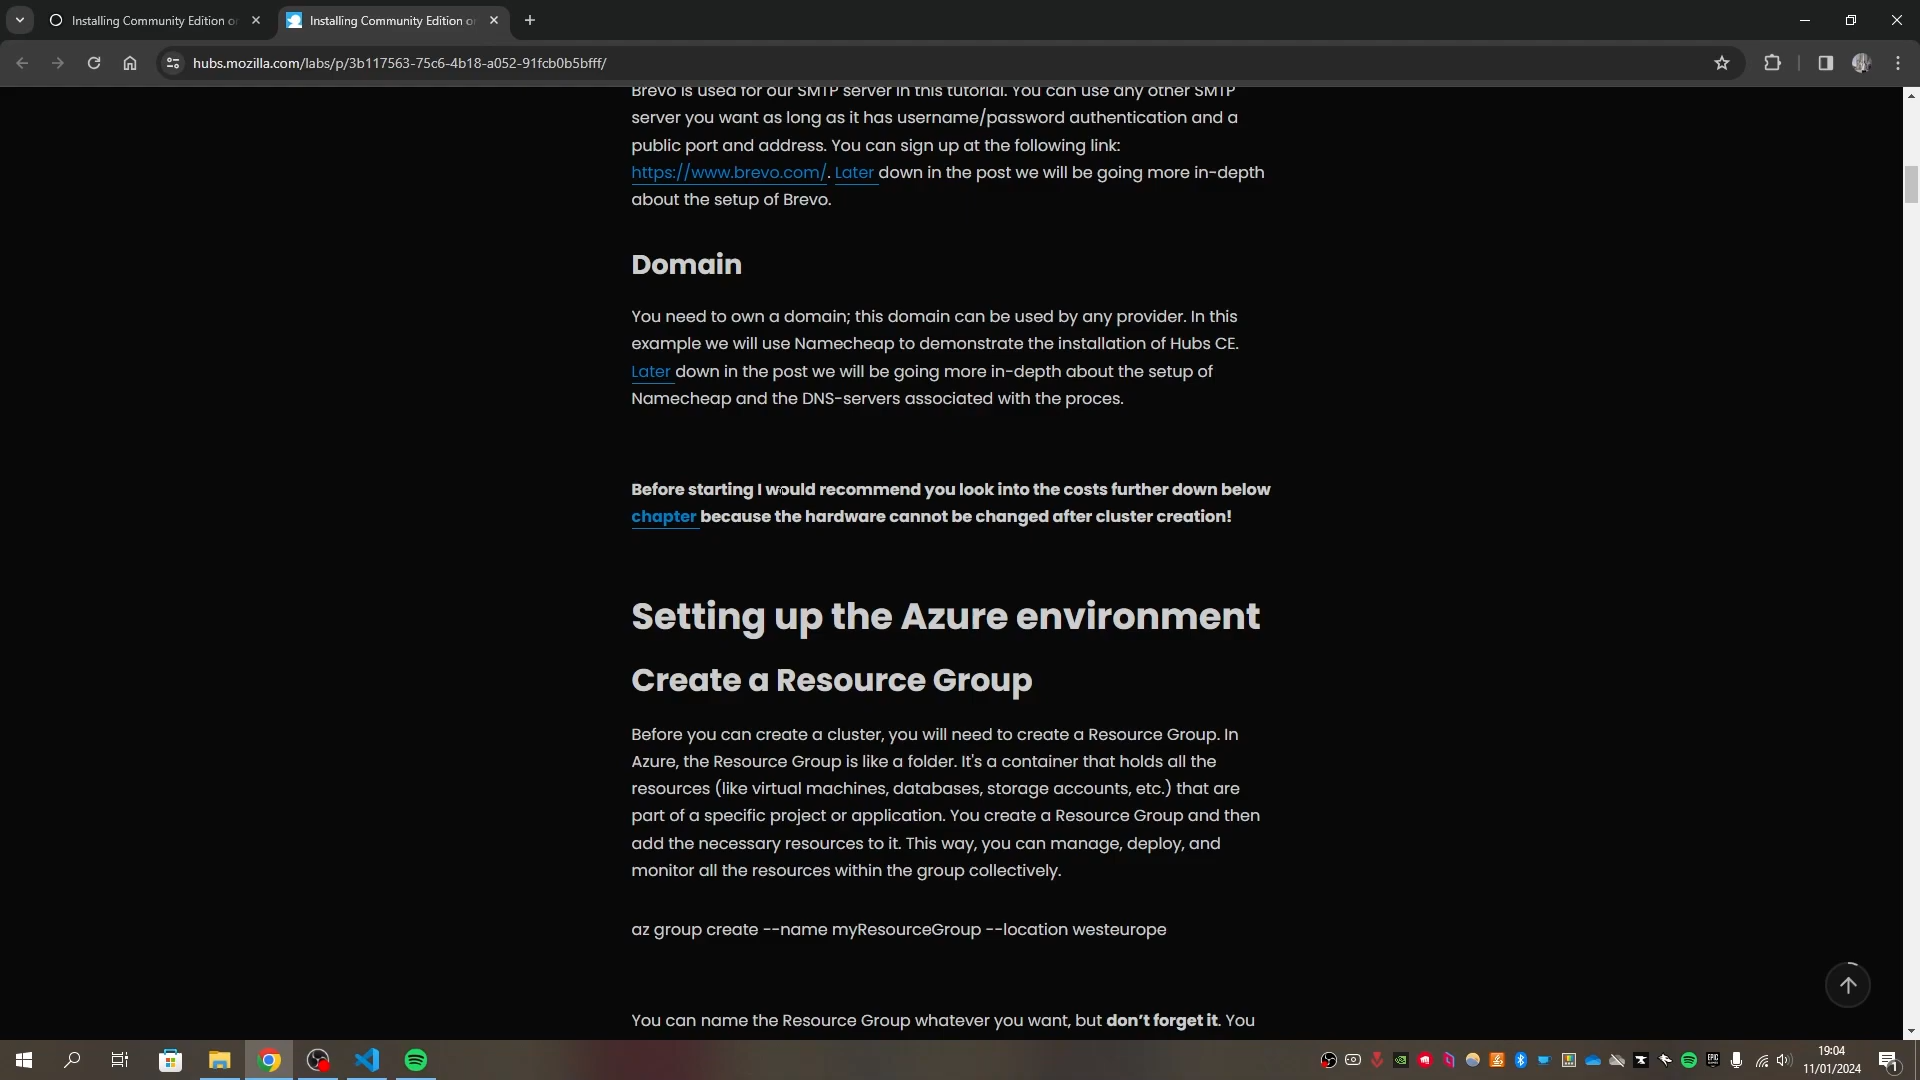 Installing Community Edition o
Installing Community Edition o
hubs.mozilla.com/labs/p/3b117563-75c6-4b18-a052-91fcb0b5bfff/
Brevo is used for our SMTP server in this tutorial. You can use any other SMTP
server you want as long as it has username/password authentication and a
public port and address. You can sign up at the following link:
https://www.brevo.com/. Later down in the post we will be going more in-depth
about the setup of Brevo.
Domain
You need to own a domain; this domain can be used by any provider. In this
example we will use Namecheap to demonstrate the installation of Hubs CE.
Later down in the post we will be going more in-depth about the setup of
Namecheap and the DNS-servers associated with the proces.
Before starting I would recommend you look into the costs further down below
chapter because the hardware cannot be changed after cluster creation!
Setting up the Azure environment
Create a Resource Group
Before you can create a cluster, you will need to create a Resource Group. In
Azure, the Resource Group is like a folder. It's a container that holds all the
resources (like virtual machines, databases, storage accounts, etc.) that are
part of a specific project or application. You create a Resource Group and then
add the necessary resources to it. This way, you can manage, deploy, and
monitor all the resources within the group collectively.
az group create --name myResourceGroup --location westeurope
You can name the Resource Group whatever you want, but don’t forget it. You
19:04
11/01/2024
1